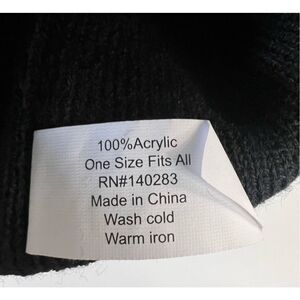 100%Acrylic
One Size Fits All
RN#140283
Made in China
Wash cold
Warm iron